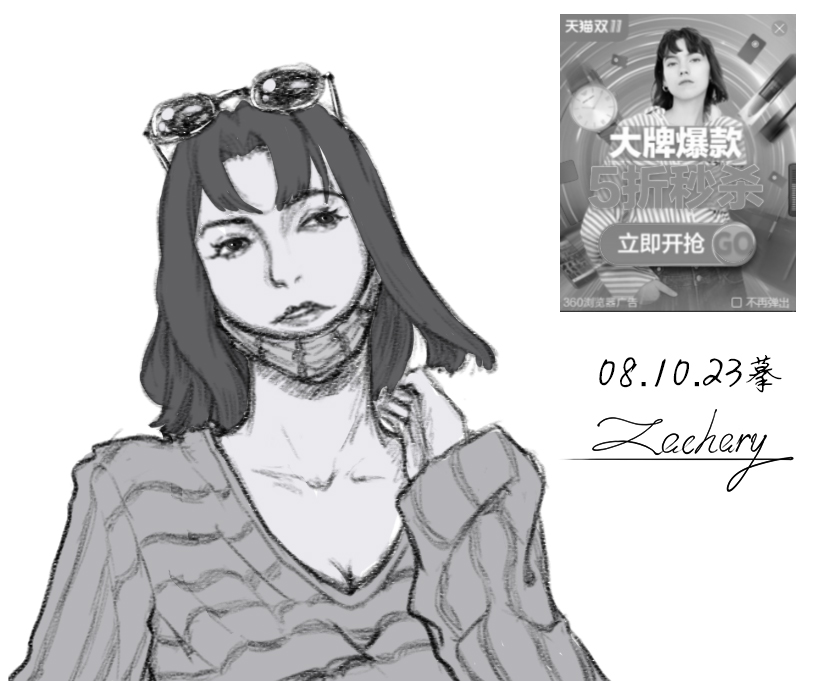 天猫双11
大牌爆款
5折秒杀
立即开抢 GO
360浏览器广告 不再弹出
08.10.23摹
Zachary